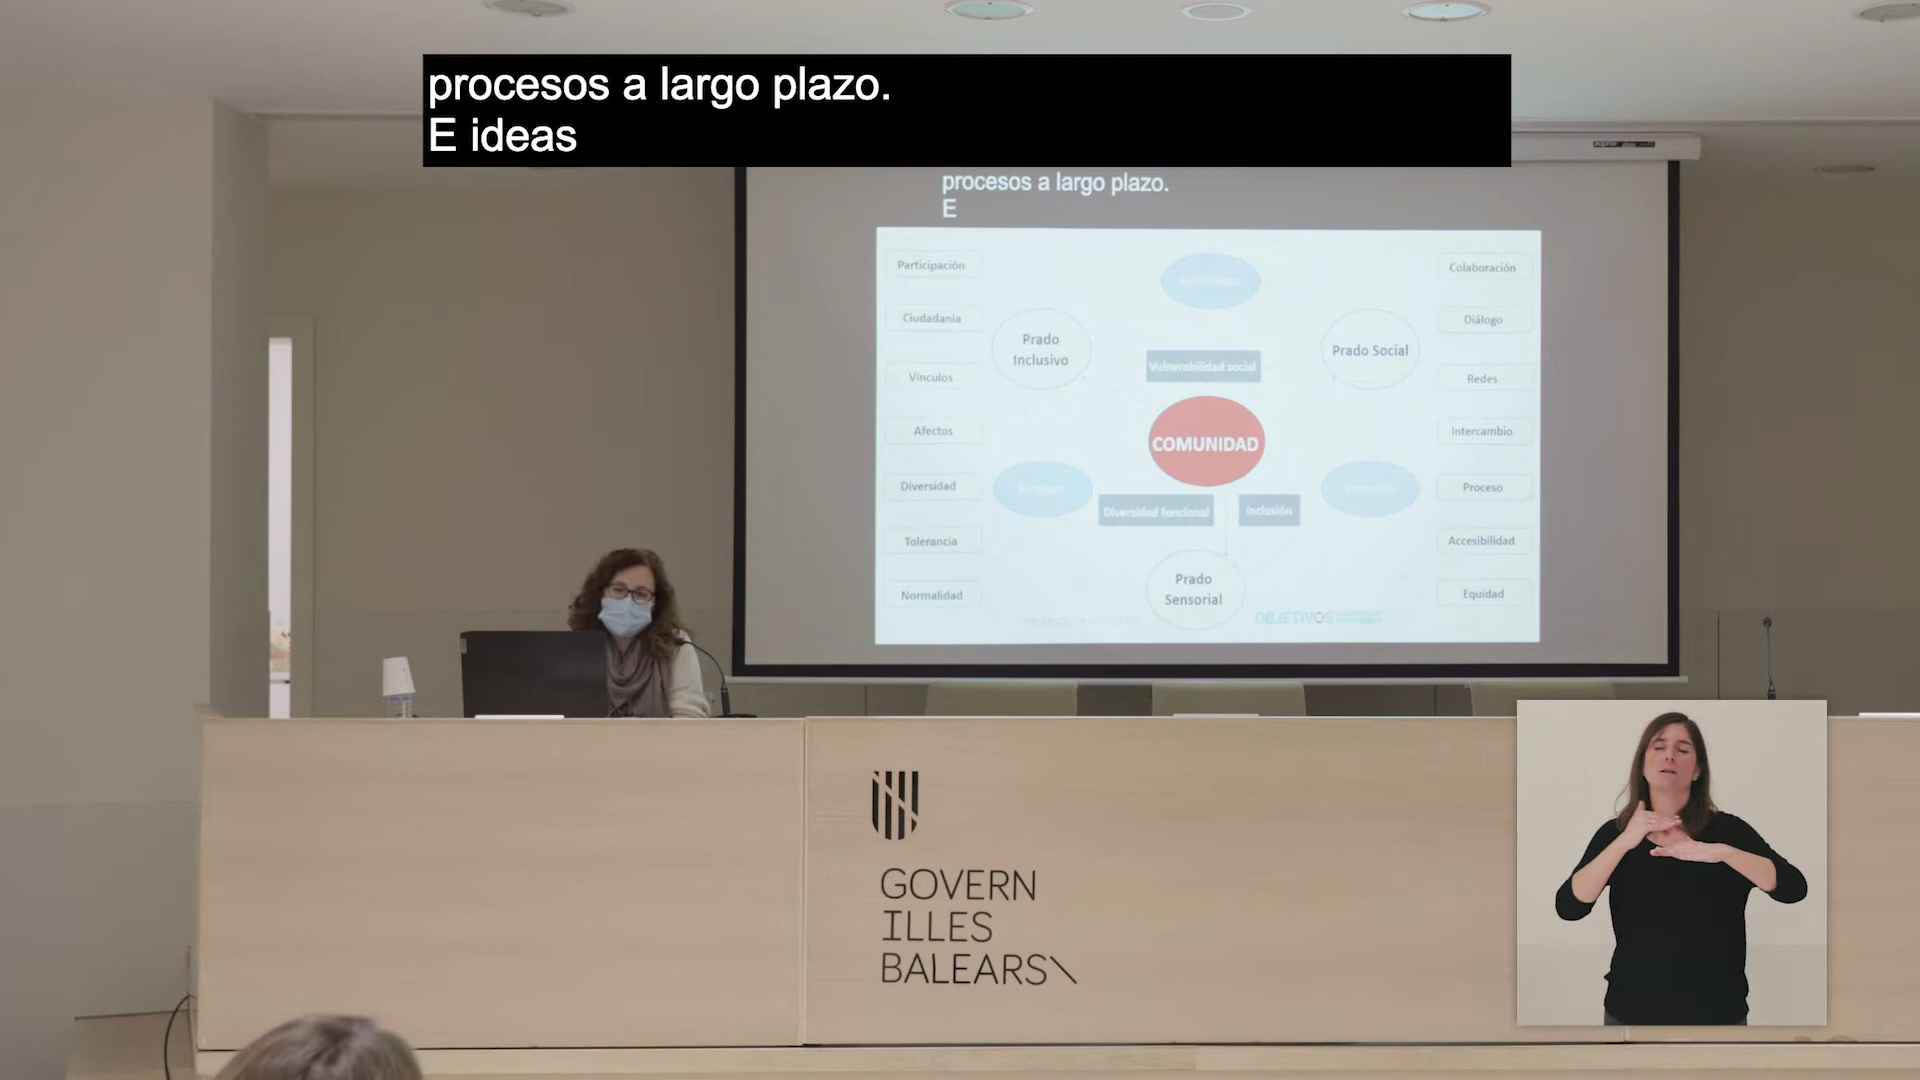 procesos a largo plazo.
E ideas
procesos a largo plazo.
E
Participación
Ciudadanía
Vínculos
Afectos
Diversidad
Tolerancia
Normalidad
Prado
Inclusivo
Vulnerabilidad social
Prado Social
COMUNIDAD
Diversidad funcional
Inclusión
Prado
Sensorial
OBJETIVOS
Colaboración
Diálogo
Redes
Intercambio
Proceso
Accesibilidad
Equidad
GOVERN
ILLES
BALEARS